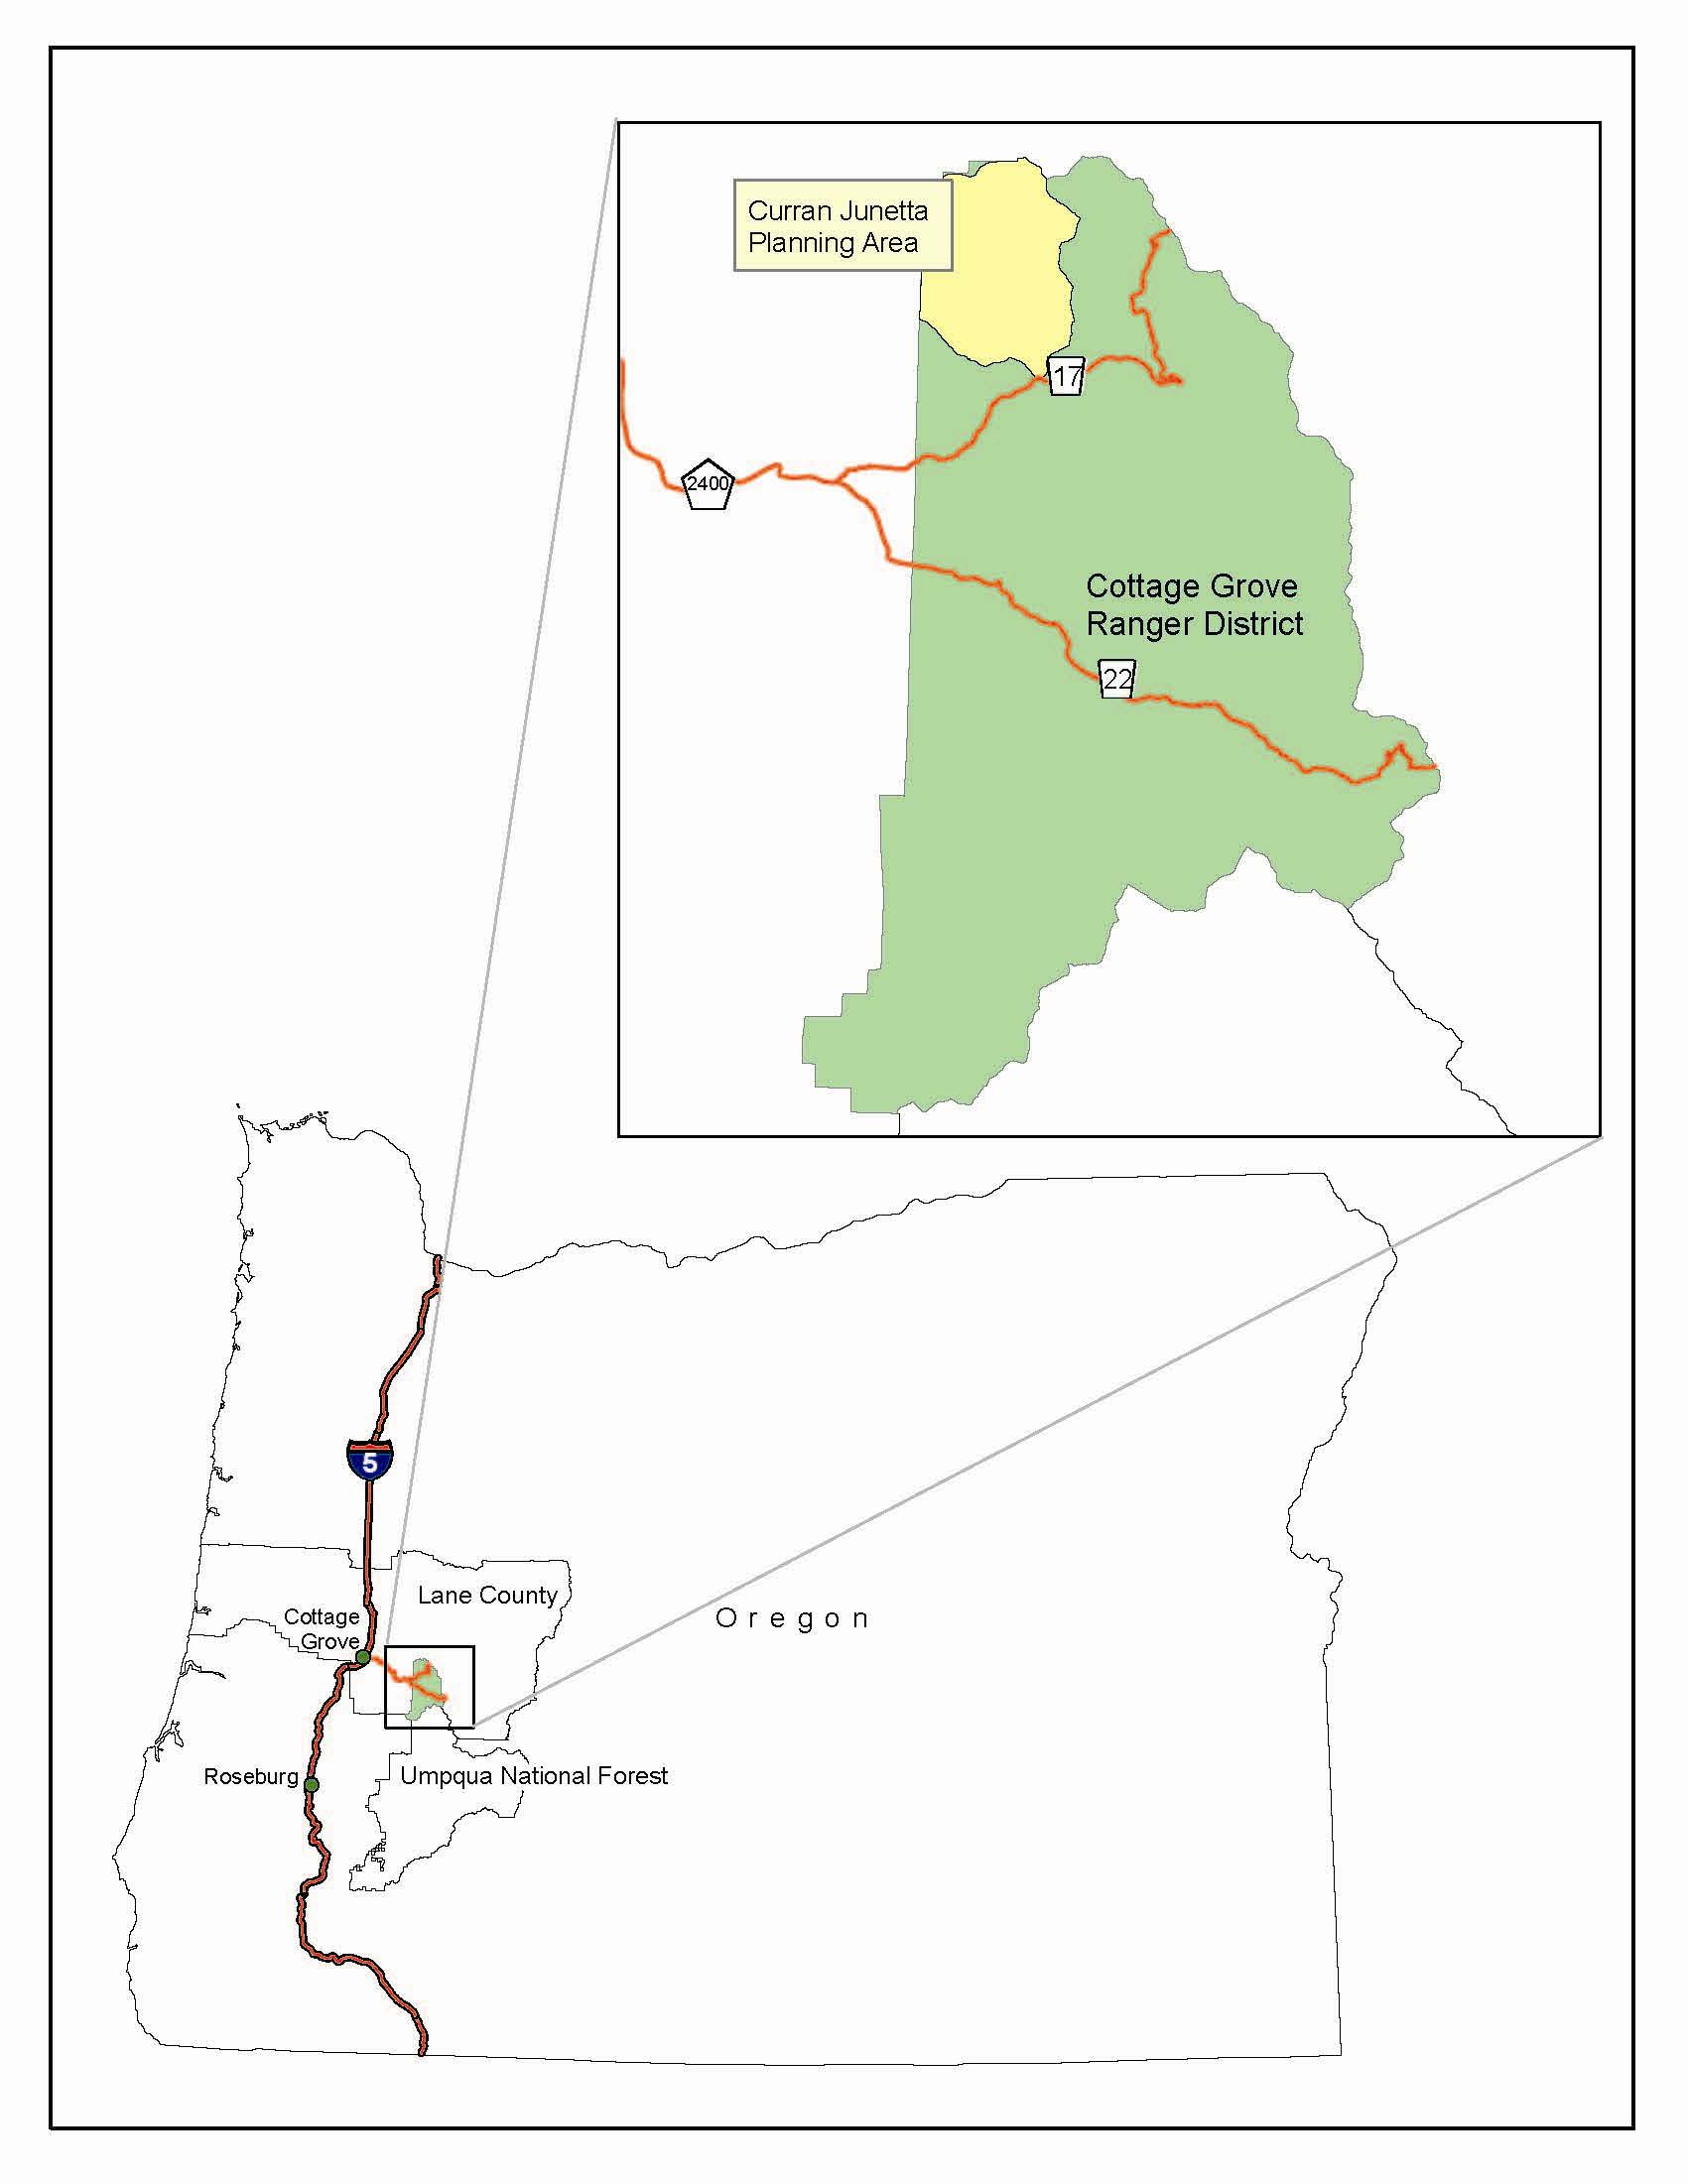 Curran Junetta
Planning Area
17
2400
Cottage Grove
Ranger District
22
5
Lane County
Cottage
Grove
Oregon
Roseburg
Umpqua National Forest